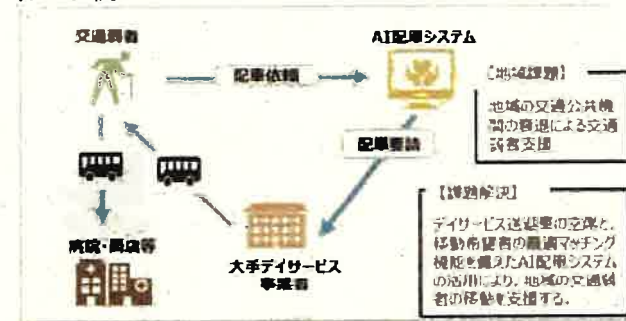 交通弱者
AI配車システム
配車依頼
【地域課題】
地域の交通公共機
関の衰退による交通
弱者支援
配車要請
【課題解決】
デイサービス送迎車の空席と、
移動希望者の最適マッチング
機能を備えたAI配車システム
の活用により、地域の交通弱
者の移動を支援する。
病院・商店等
大手デイサービス
事業者